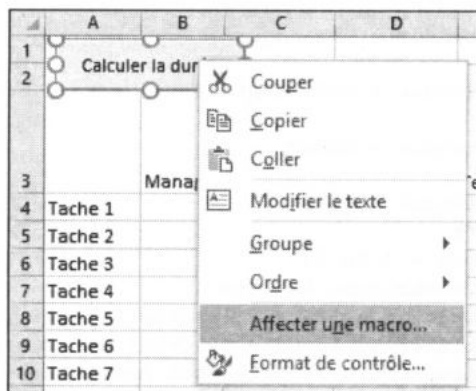 A B C D
1
2 Calculer la dur
Couper
Copier
Coller
3 Manag
Modifier le texte
4 Tache 1
5 Tache 2
Groupe
6 Tache 3
7 Tache 4
Ordre
8 Tache 5
Affecter une macro...
9 Tache 6
Format de contrôle...
10 Tache 7